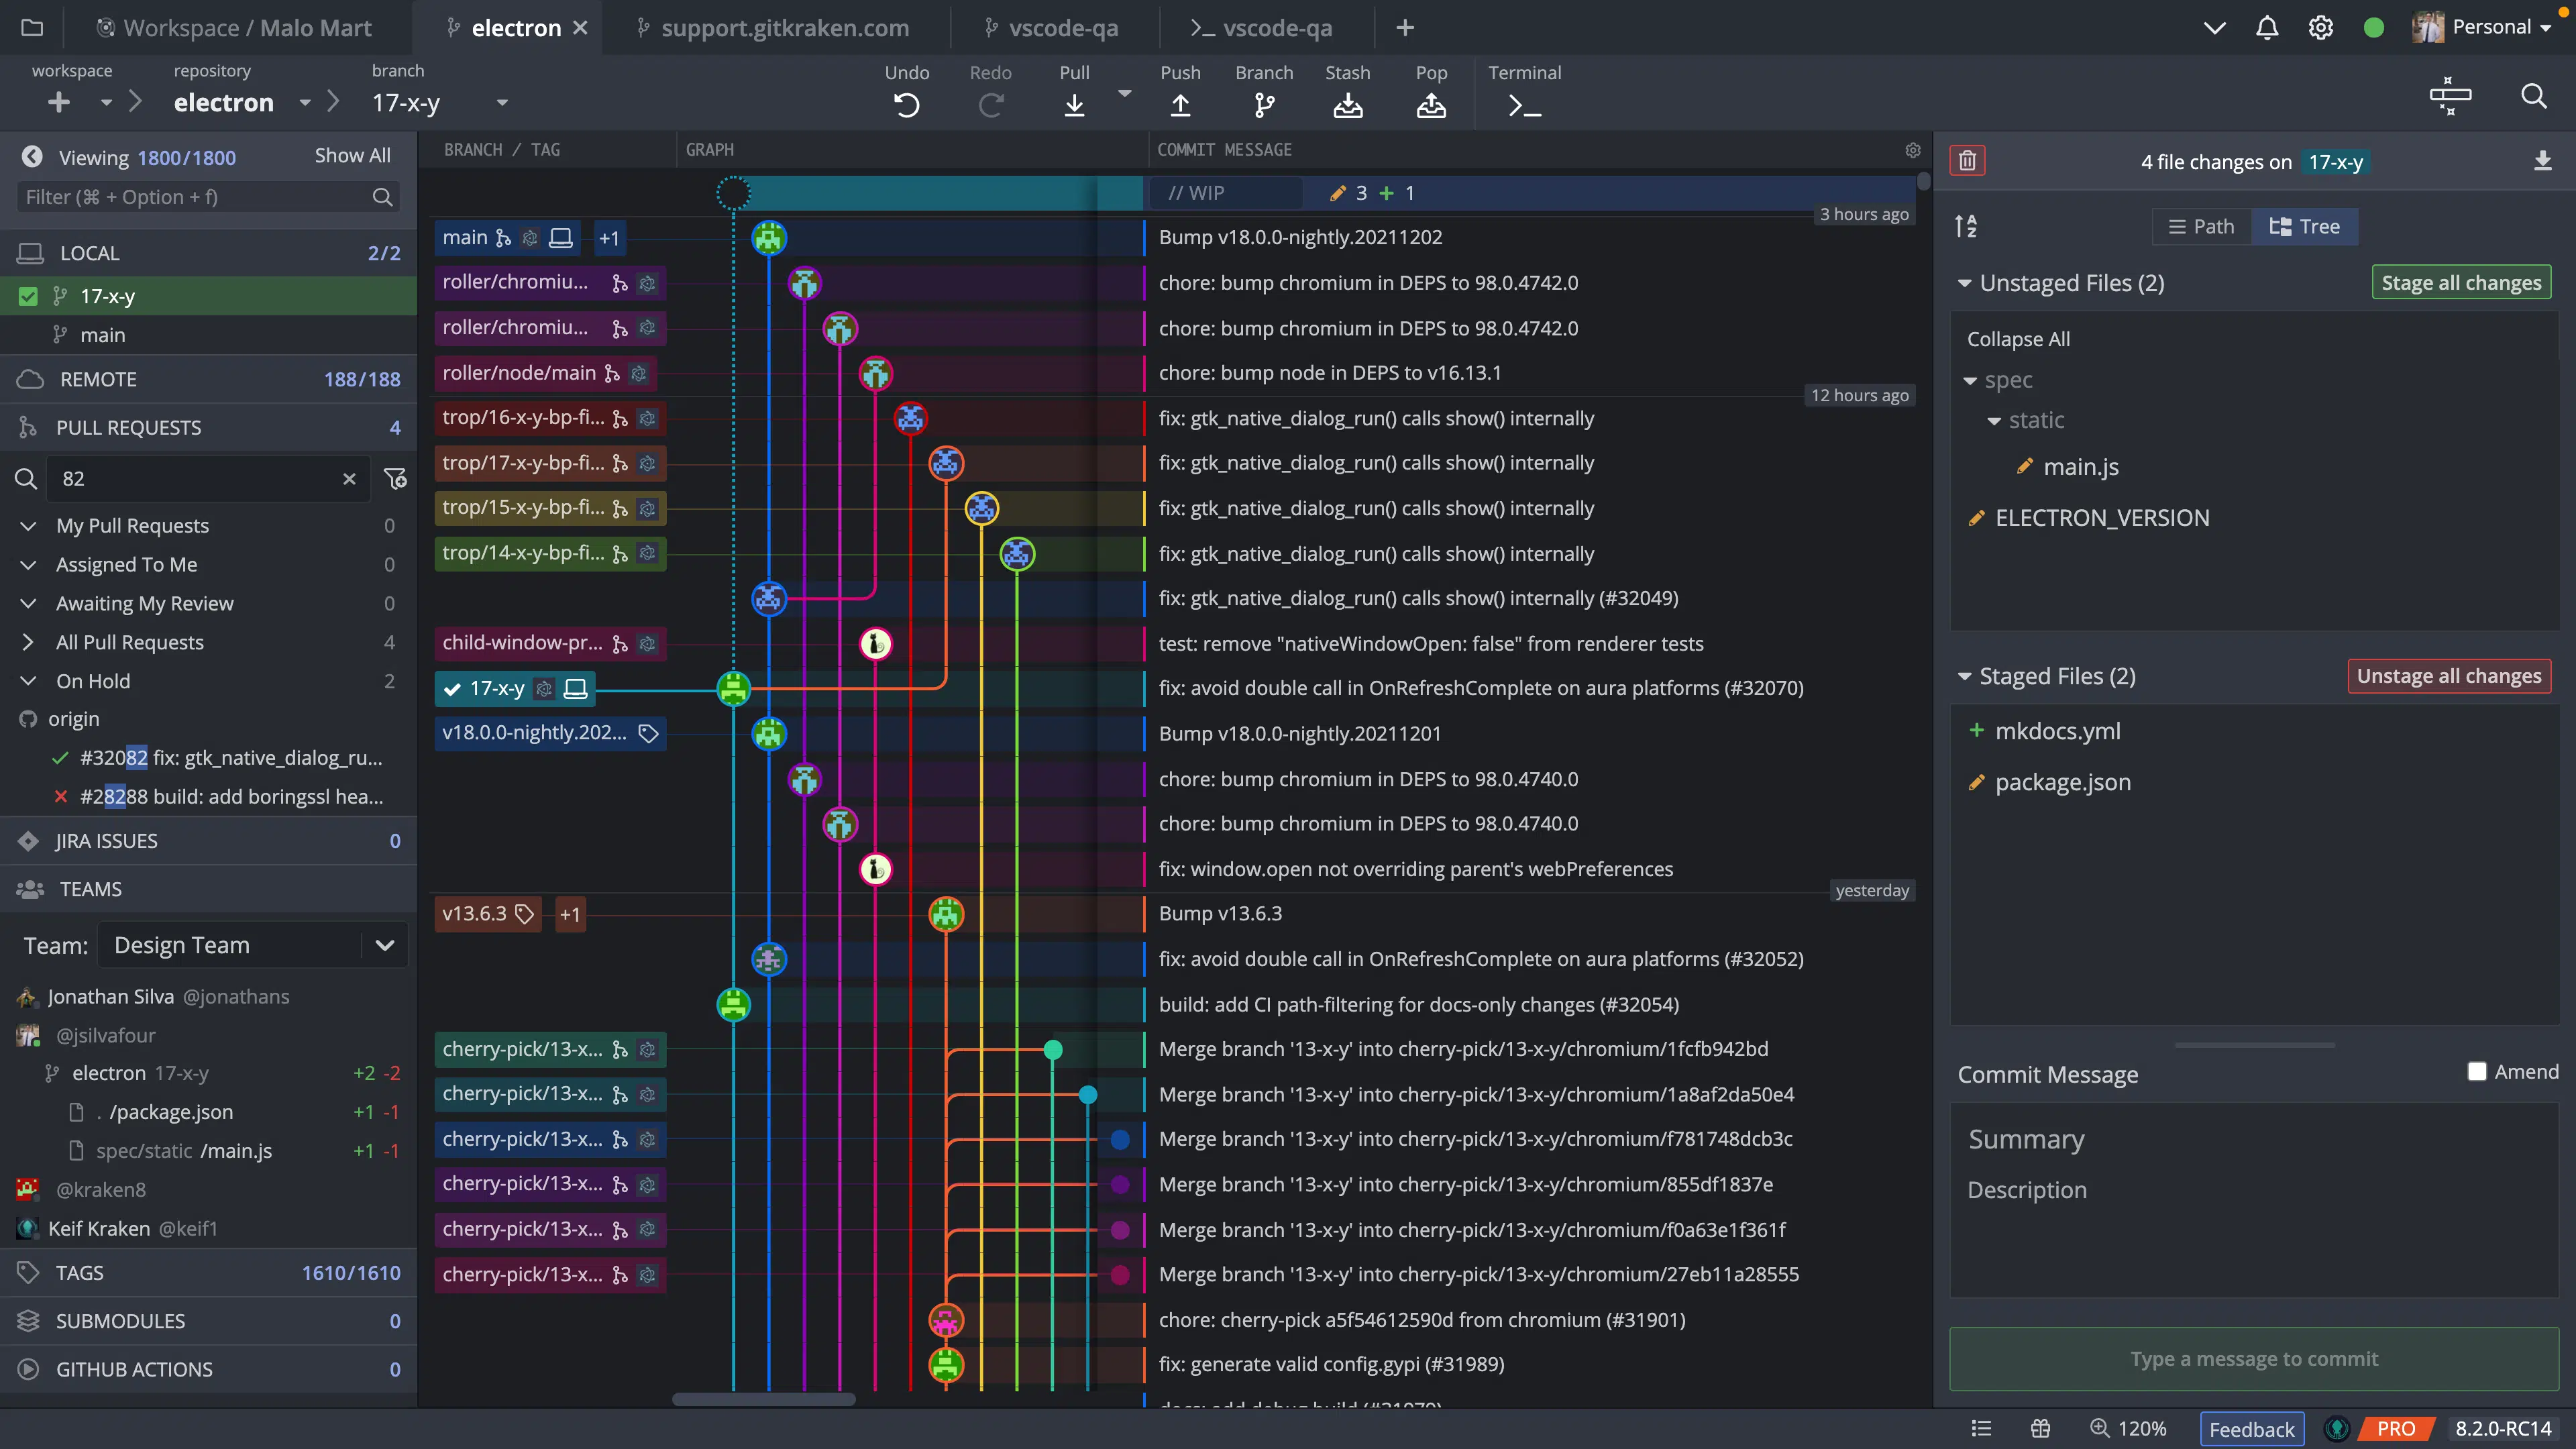 Workspace / Malo Mart
electron
support.gitkraken.com
vscode-qa
vscode-qa
Personal
workspace
repository
branch
electron
17-x-y
Undo
Redo
Pull
Push
Branch
Stash
Pop
Terminal
Viewing 1800/1800
Show All
Filter (⌘ + Option + f)
LOCAL 2/2
17-x-y
main
REMOTE 188/188
PULL REQUESTS 4
82
My Pull Requests 0
Assigned To Me 0
Awaiting My Review 0
All Pull Requests 4
On Hold 2
origin
#32082 fix: gtk_native_dialog_ru...
#28288 build: add boringssl hea...
JIRA ISSUES 0
TEAMS
Team: Design Team
Jonathan Silva @jonathans
@jsilvafour
electron 17-x-y +2 -2
. /package.json +1 -1
spec/static /main.js +1 -1
@kraken8
Keif Kraken @keif1
TAGS 1610/1610
SUBMODULES 0
GITHUB ACTIONS 0
BRANCH / TAG GRAPH COMMIT MESSAGE
// WIP 3 + 1
3 hours ago
main +1 Bump v18.0.0-nightly.20211202
roller/chromiu... chore: bump chromium in DEPS to 98.0.4742.0
roller/chromiu... chore: bump chromium in DEPS to 98.0.4742.0
roller/node/main chore: bump node in DEPS to v16.13.1
12 hours ago
trop/16-x-y-bp-fi... fix: gtk_native_dialog_run() calls show() internally
trop/17-x-y-bp-fi... fix: gtk_native_dialog_run() calls show() internally
trop/15-x-y-bp-fi... fix: gtk_native_dialog_run() calls show() internally
trop/14-x-y-bp-fi... fix: gtk_native_dialog_run() calls show() internally
fix: gtk_native_dialog_run() calls show() internally (#32049)
child-window-pr... test: remove "nativeWindowOpen: false" from renderer tests
17-x-y fix: avoid double call in OnRefreshComplete on aura platforms (#32070)
v18.0.0-nightly.202... Bump v18.0.0-nightly.20211201
chore: bump chromium in DEPS to 98.0.4740.0
chore: bump chromium in DEPS to 98.0.4740.0
fix: window.open not overriding parent's webPreferences
yesterday
v13.6.3 +1 Bump v13.6.3
fix: avoid double call in OnRefreshComplete on aura platforms (#32052)
build: add CI path-filtering for docs-only changes (#32054)
cherry-pick/13-x... Merge branch '13-x-y' into cherry-pick/13-x-y/chromium/1fcfb942bd
cherry-pick/13-x... Merge branch '13-x-y' into cherry-pick/13-x-y/chromium/1a8af2da50e4
cherry-pick/13-x... Merge branch '13-x-y' into cherry-pick/13-x-y/chromium/f781748dcb3c
cherry-pick/13-x... Merge branch '13-x-y' into cherry-pick/13-x-y/chromium/855df1837e
cherry-pick/13-x... Merge branch '13-x-y' into cherry-pick/13-x-y/chromium/f0a63e1f361f
cherry-pick/13-x... Merge branch '13-x-y' into cherry-pick/13-x-y/chromium/27eb11a28555
chore: cherry-pick a5f54612590d from chromium (#31901)
fix: generate valid config.gypi (#31989)
4 file changes on 17-x-y
Path
Tree
Unstaged Files (2)
Stage all changes
Collapse All
spec
static
main.js
ELECTRON_VERSION
Staged Files (2)
Unstage all changes
mkdocs.yml
package.json
Commit Message
Amend
Summary
Description
Type a message to commit
120%
Feedback
PRO
8.2.0-RC14